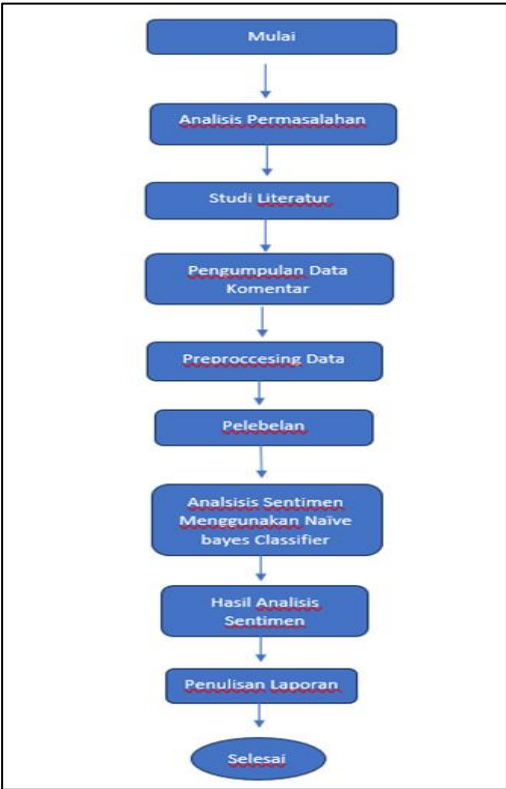 Mulai
Analisis Permasalahan
Studi Literatur
Pengumpulan Data
Komentar
Preproccesing Data
Pelebelan
Analsisis Sentimen
Menggunakan Naïve
bayes Classifier
Hasil Analisis
Sentimen
Penulisan Laporan
Selesai